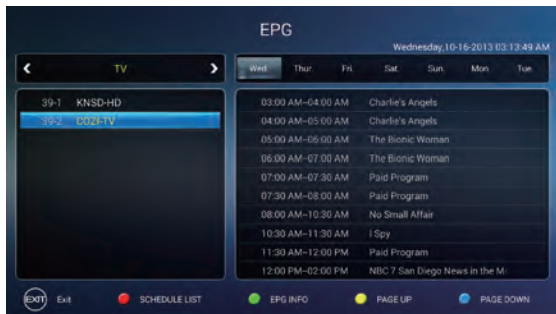 EPG
Wednesday,10-16-2013 03:13:49 AM
TV
Wed. Thur. Fri. Sat. Sun. Mon. Tue.
39-1 KNSD-HD
39-2 COZI-TV
03:00 AM–04:00 AM Charlie's Angels
04:00 AM–05:00 AM Charlie's Angels
05:00 AM–06:00 AM The Bionic Woman
06:00 AM–07:00 AM The Bionic Woman
07:00 AM–07:30 AM Paid Program
07:30 AM–08:00 AM Paid Program
08:00 AM–10:30 AM No Small Affair
10:30 AM–11:30 AM I Spy
11:30 AM–12:00 PM Paid Program
12:00 PM–02:00 PM NBC 7 San Diego News in the Mi
EXIT Exit SCHEDULE LIST EPG INFO PAGE UP PAGE DOWN